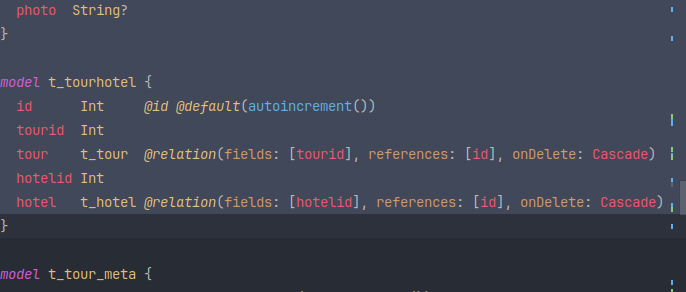 photo  String?
}
model t_tourhotel {
id      Int     @id @default(autoincrement())
tourid  Int
tour    t_tour  @relation(fields: [tourid], references: [id], onDelete: Cascade)
hotelid Int
hotel   t_hotel @relation(fields: [hotelid], references: [id], onDelete: Cascade)
}
model t_tour_meta {